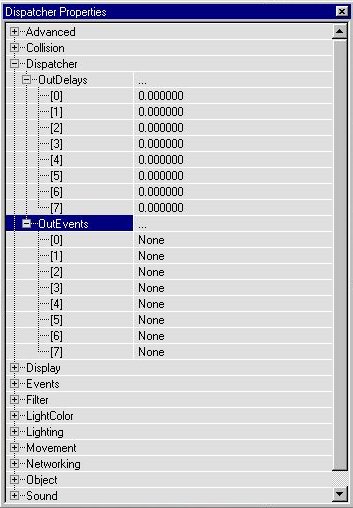 Dispatcher Properties
Advanced
Collision
Dispatcher
OutDelays ...
[0] 0.000000
[1] 0.000000
[2] 0.000000
[3] 0.000000
[4] 0.000000
[5] 0.000000
[6] 0.000000
[7] 0.000000
OutEvents ...
[0] None
[1] None
[2] None
[3] None
[4] None
[5] None
[6] None
[7] None
Display
Events
Filter
LightColor
Lighting
Movement
Networking
Object
Sound